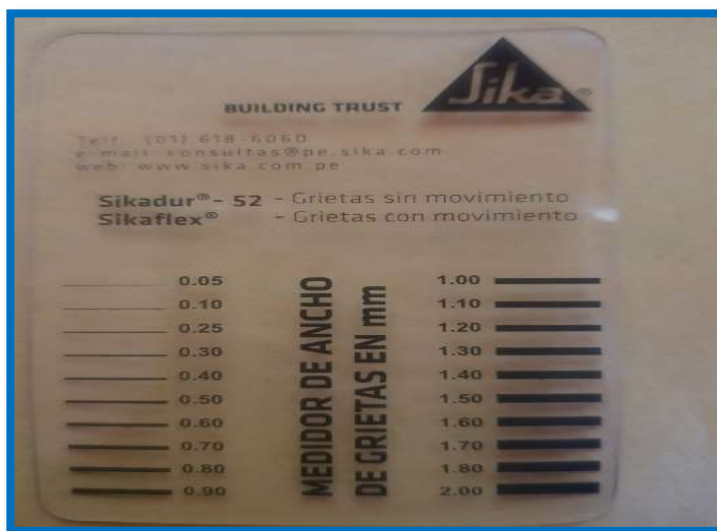 Sika®
BUILDING TRUST
Telf.: (01) 618-6060
e-mail: consultas@pe.sika.com
web: www.sika.com.pe
Sikadur®- 52 - Grietas sin movimiento
Sikaflex® - Grietas con movimiento
0.05
0.10
0.25
0.30
0.40
0.50
0.60
0.70
0.80
0.90
MEDIDOR DE ANCHO
DE GRIETAS EN mm
1.00
1.10
1.20
1.30
1.40
1.50
1.60
1.70
1.80
2.00